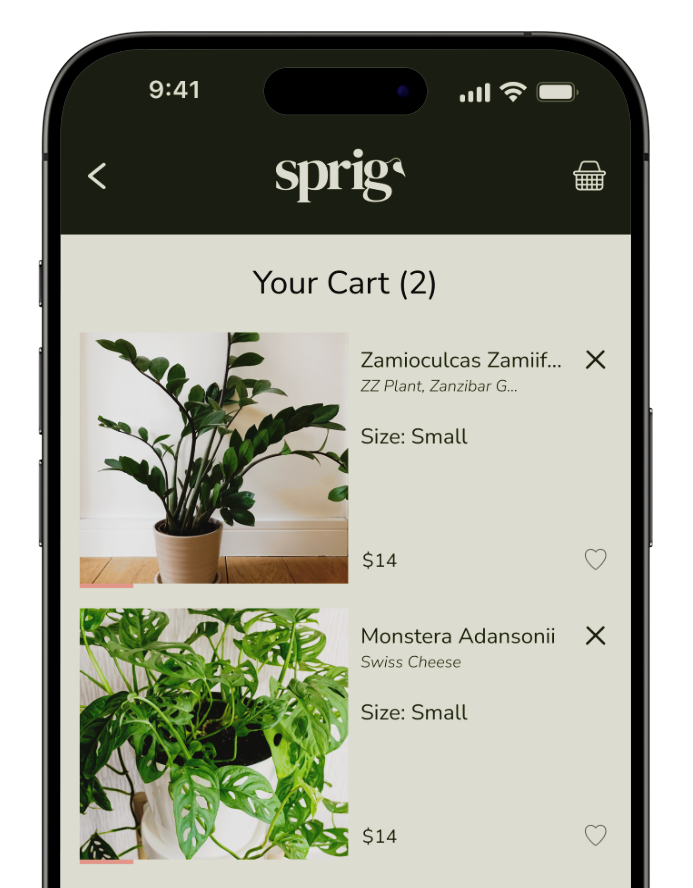 9:41
sprig
Your Cart (2)
Zamioculcas Zamiif...
ZZ Plant, Zanzibar G...
Size: Small
$14
Monstera Adansonii
Swiss Cheese
Size: Small
$14